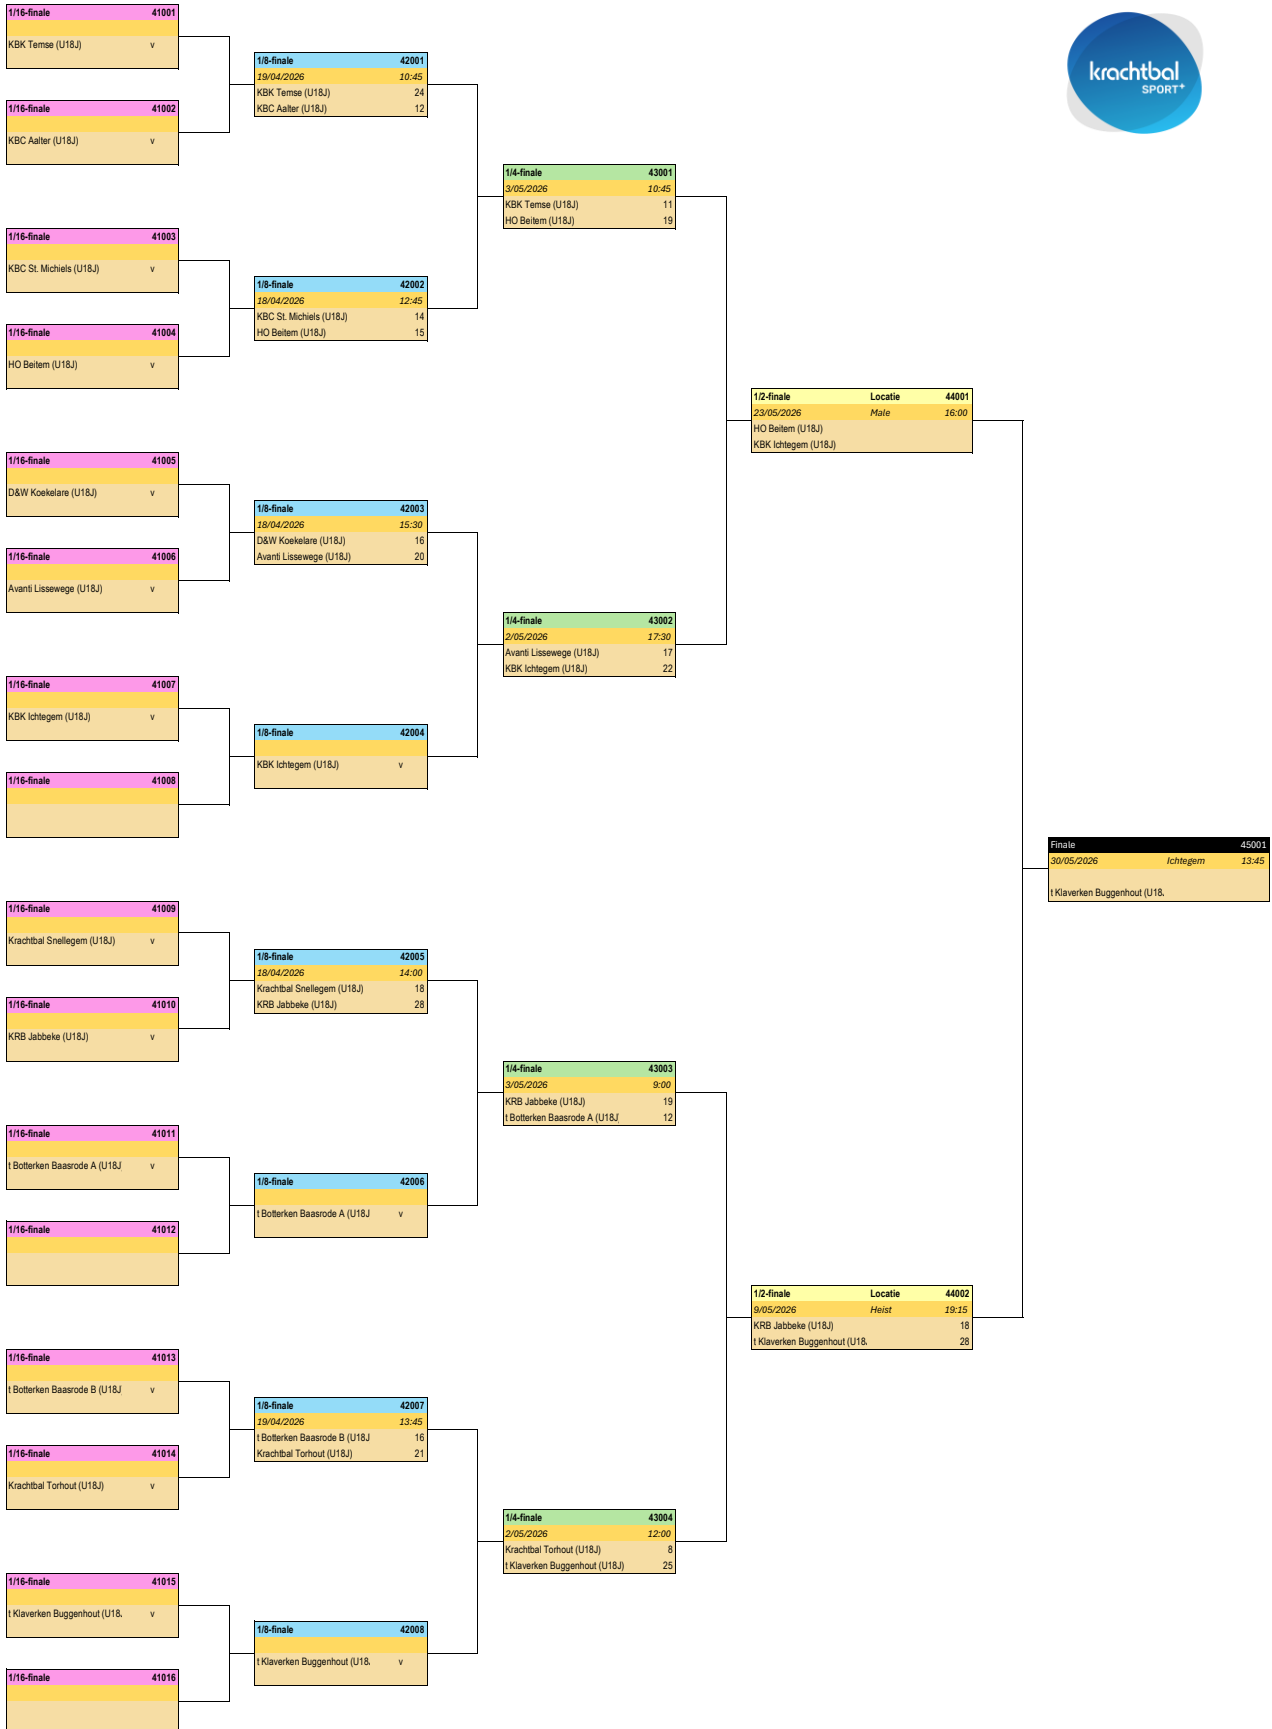 krachtbal
SPORT+
1/16-finale 41001
KBK Temse (U18J) v
1/16-finale 41002
KBC Aalter (U18J) v
1/16-finale 41003
KBC St. Michiels (U18J) v
1/16-finale 41004
HO Beitem (U18J) v
1/16-finale 41005
D&W Koekelare (U18J) v
1/16-finale 41006
Avanti Lissewege (U18J) v
1/16-finale 41007
KBK Ichtegem (U18J) v
1/16-finale 41008
1/16-finale 41009
Krachtbal Snellegem (U18J) v
1/16-finale 41010
KRB Jabbeke (U18J) v
1/16-finale 41011
t Botterken Baasrode A (U18J v
1/16-finale 41012
1/16-finale 41013
t Botterken Baasrode B (U18J v
1/16-finale 41014
Krachtbal Torhout (U18J) v
1/16-finale 41015
t Klaverken Buggenhout (U18. v
1/16-finale 41016
1/8-finale 42001
19/04/2026 10:45
KBK Temse (U18J) 24
KBC Aalter (U18J) 12
1/8-finale 42002
18/04/2026 12:45
KBC St. Michiels (U18J) 14
HO Beitem (U18J) 15
1/8-finale 42003
18/04/2026 15:30
D&W Koekelare (U18J) 16
Avanti Lissewege (U18J) 20
1/8-finale 42004
KBK Ichtegem (U18J) v
1/8-finale 42005
18/04/2026 14:00
Krachtbal Snellegem (U18J) 18
KRB Jabbeke (U18J) 28
1/8-finale 42006
t Botterken Baasrode A (U18J v
1/8-finale 42007
19/04/2026 13:45
t Botterken Baasrode B (U18J 16
Krachtbal Torhout (U18J) 21
1/8-finale 42008
t Klaverken Buggenhout (U18. v
1/4-finale 43001
3/05/2026 10:45
KBK Temse (U18J) 11
HO Beitem (U18J) 19
1/4-finale 43002
2/05/2026 17:30
Avanti Lissewege (U18J) 17
KBK Ichtegem (U18J) 22
1/4-finale 43003
3/05/2026 9:00
KRB Jabbeke (U18J) 19
t Botterken Baasrode A (U18J 12
1/4-finale 43004
2/05/2026 12:00
Krachtbal Torhout (U18J) 8
t Klaverken Buggenhout (U18J) 25
1/2-finale Locatie 44001
23/05/2026 Male 16:00
HO Beitem (U18J)
KBK Ichtegem (U18J)
1/2-finale Locatie 44002
9/05/2026 Heist 19:15
KRB Jabbeke (U18J) 18
t Klaverken Buggenhout (U18. 28
Finale 45001
30/05/2026 Ichtegem 13:45
t Klaverken Buggenhout (U18.